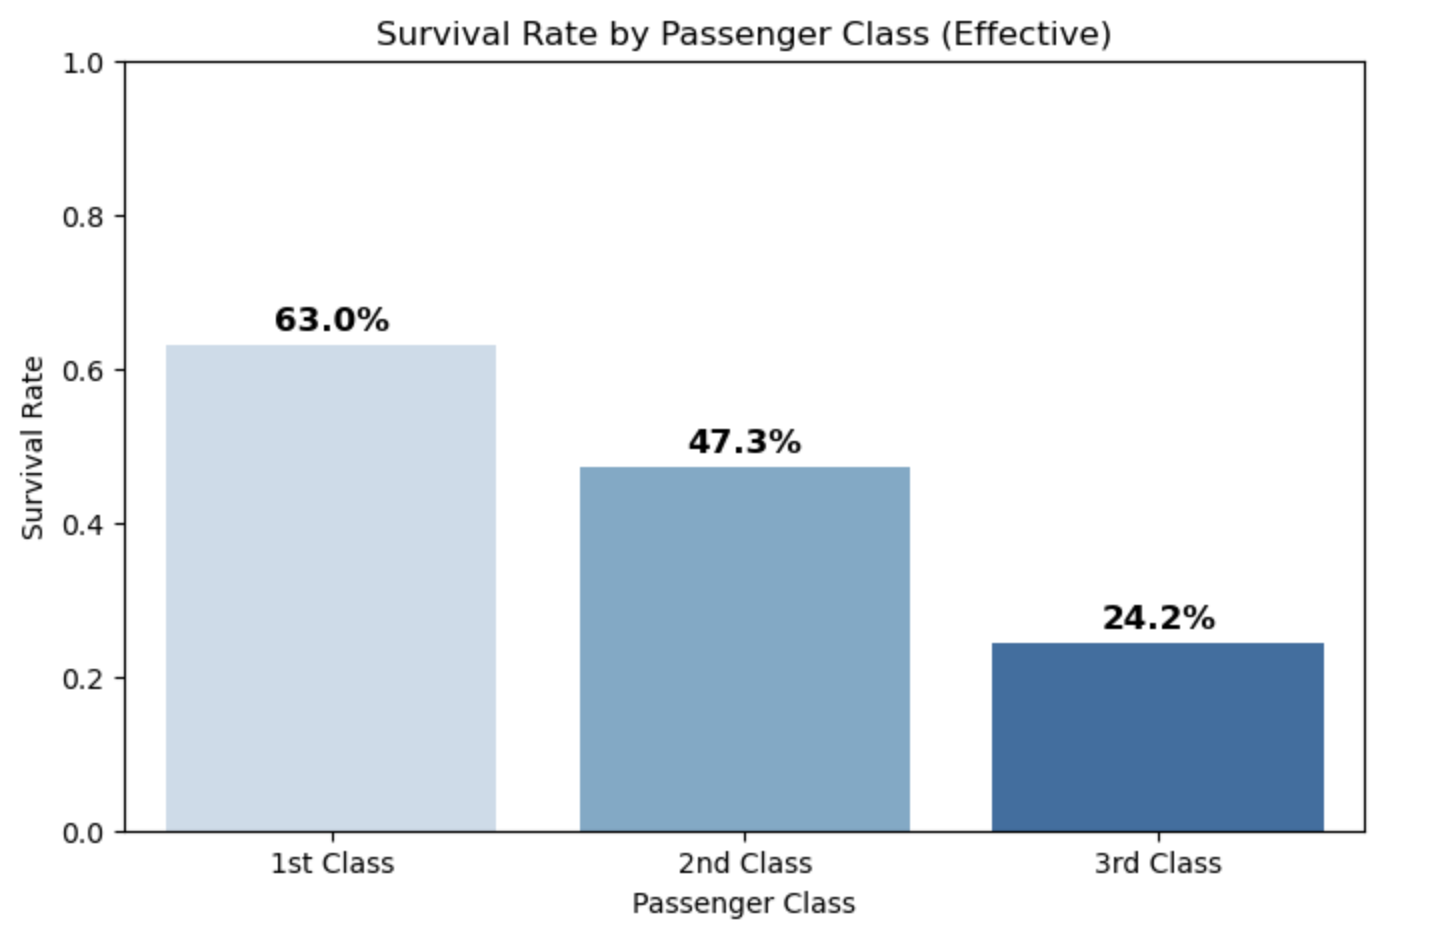 Survival Rate by Passenger Class (Effective)
1.0
0.8
0.6
0.4
0.2
0.0
Survival Rate
63.0%
47.3%
24.2%
1st Class
2nd Class
3rd Class
Passenger Class